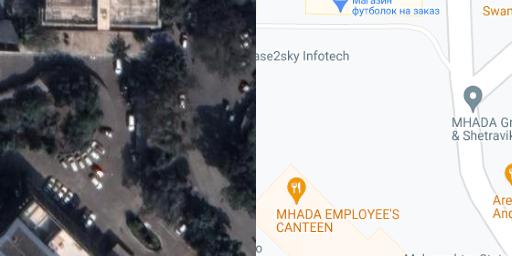 Магазин
футболок на заказ
Swan
ase2sky Infotech
MHADA Gr
& Shetravik
MHADA EMPLOYEE'S
CANTEEN
Are
And